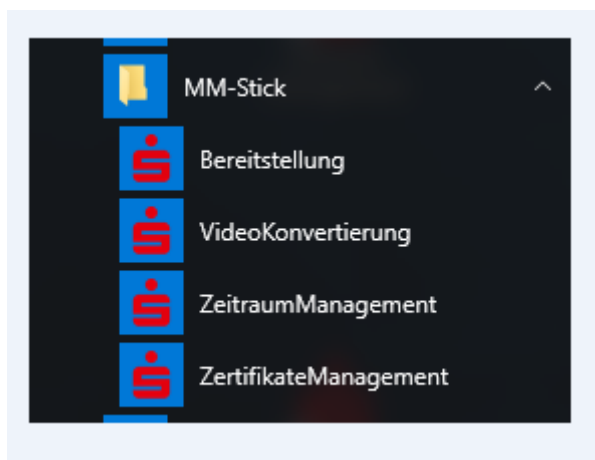 MM-Stick
Bereitstellung
VideoKonvertierung
ZeitraumManagement
ZertifikateManagement